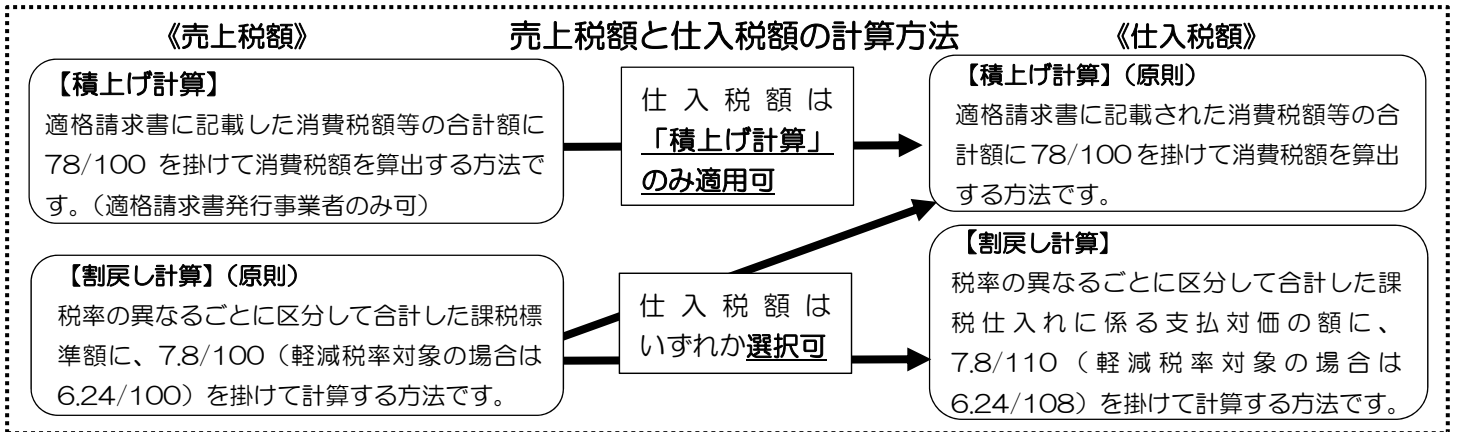 売上税額と仕入税額の計算方法
《売上税額》
【積上げ計算】
適格請求書に記載した消費税額等の合計額に
78/100 を掛けて消費税額を算出する方法で
す。（適格請求書発行事業者のみ可）
【割戻し計算】（原則）
税率の異なるごとに区分して合計した課税標
準額に、7.8/100（軽減税率対象の場合は
6.24/100）を掛けて計算する方法です。
仕入税額は
「積上げ計算」
のみ適用可
仕入税額は
いずれか選択可
《仕入税額》
【積上げ計算】（原則）
適格請求書に記載された消費税額等の合
計額に 78/100 を掛けて消費税額を算出
する方法です。
【割戻し計算】
税率の異なるごとに区分して合計した課
税仕入れに係る支払対価の額に、
7.8/110（軽減税率対象の場合は
6.24/108）を掛けて計算する方法です。